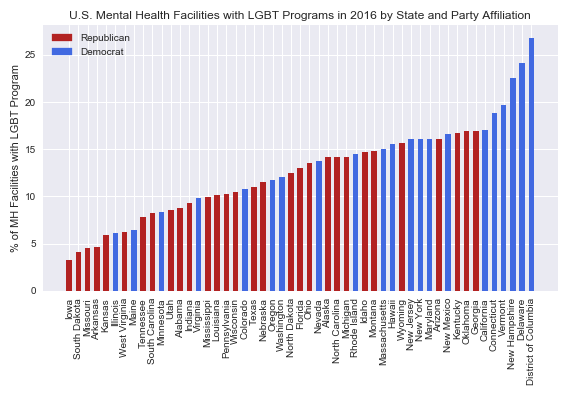 U.S. Mental Health Facilities with LGBT Programs in 2016 by State and Party Affiliation
Republican
Democrat
% of MH Facilities with LGBT Program
25
20
15
10
5
0
Iowa
South Dakota
Missouri
Arkansas
Kansas
Illinois
West Virginia
Maine
Tennessee
South Carolina
Minnesota
Utah
Alabama
Indiana
Virginia
Mississippi
Louisiana
Pennsylvania
Wisconsin
Colorado
Texas
Nebraska
Oregon
Washington
North Dakota
Florida
Ohio
Nevada
Alaska
North Carolina
Michigan
Rhode Island
Idaho
Montana
Massachusetts
Hawaii
Wyoming
New Jersey
New York
Maryland
Arizona
New Mexico
Kentucky
Oklahoma
Georgia
California
Connecticut
Vermont
New Hampshire
Delaware
District of Columbia